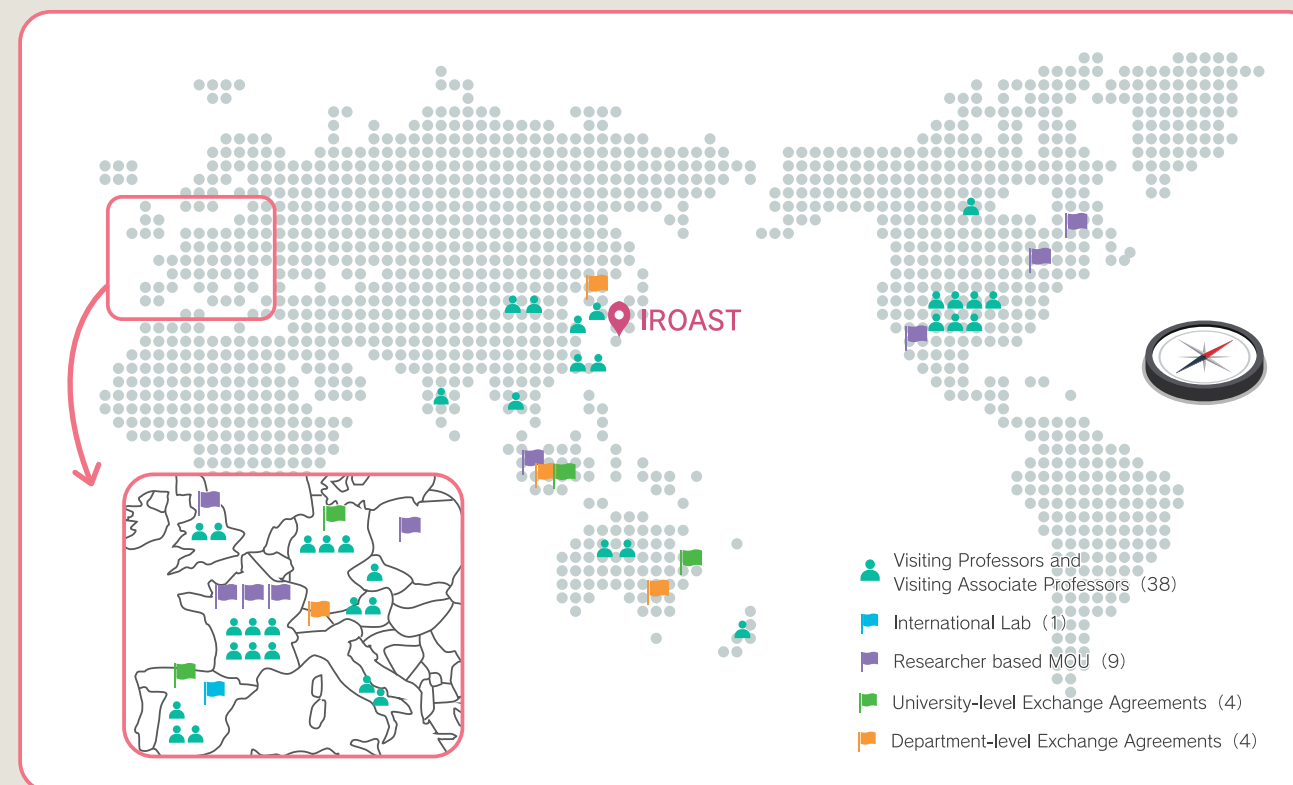 IROAST
Visiting Professors and
Visiting Associate Professors (38)
International Lab (1)
Researcher based MOU (9)
University-level Exchange Agreements (4)
Department-level Exchange Agreements (4)